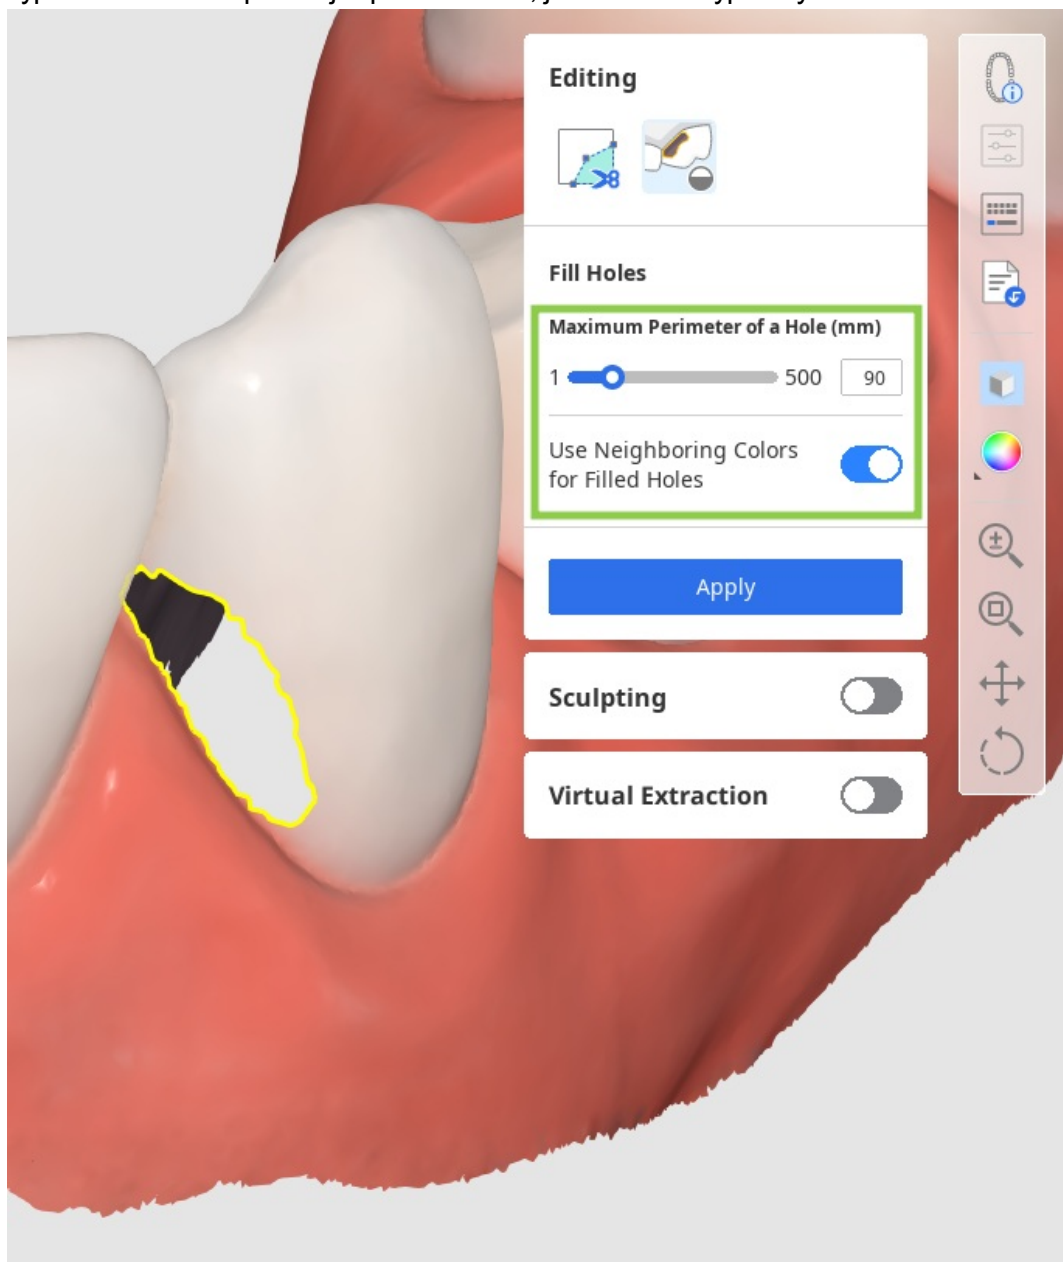 Editing
Fill Holes
Maximum Perimeter of a Hole (mm)
1 500 90
Use Neighboring Colors
for Filled Holes
Apply
Sculpting
Virtual Extraction